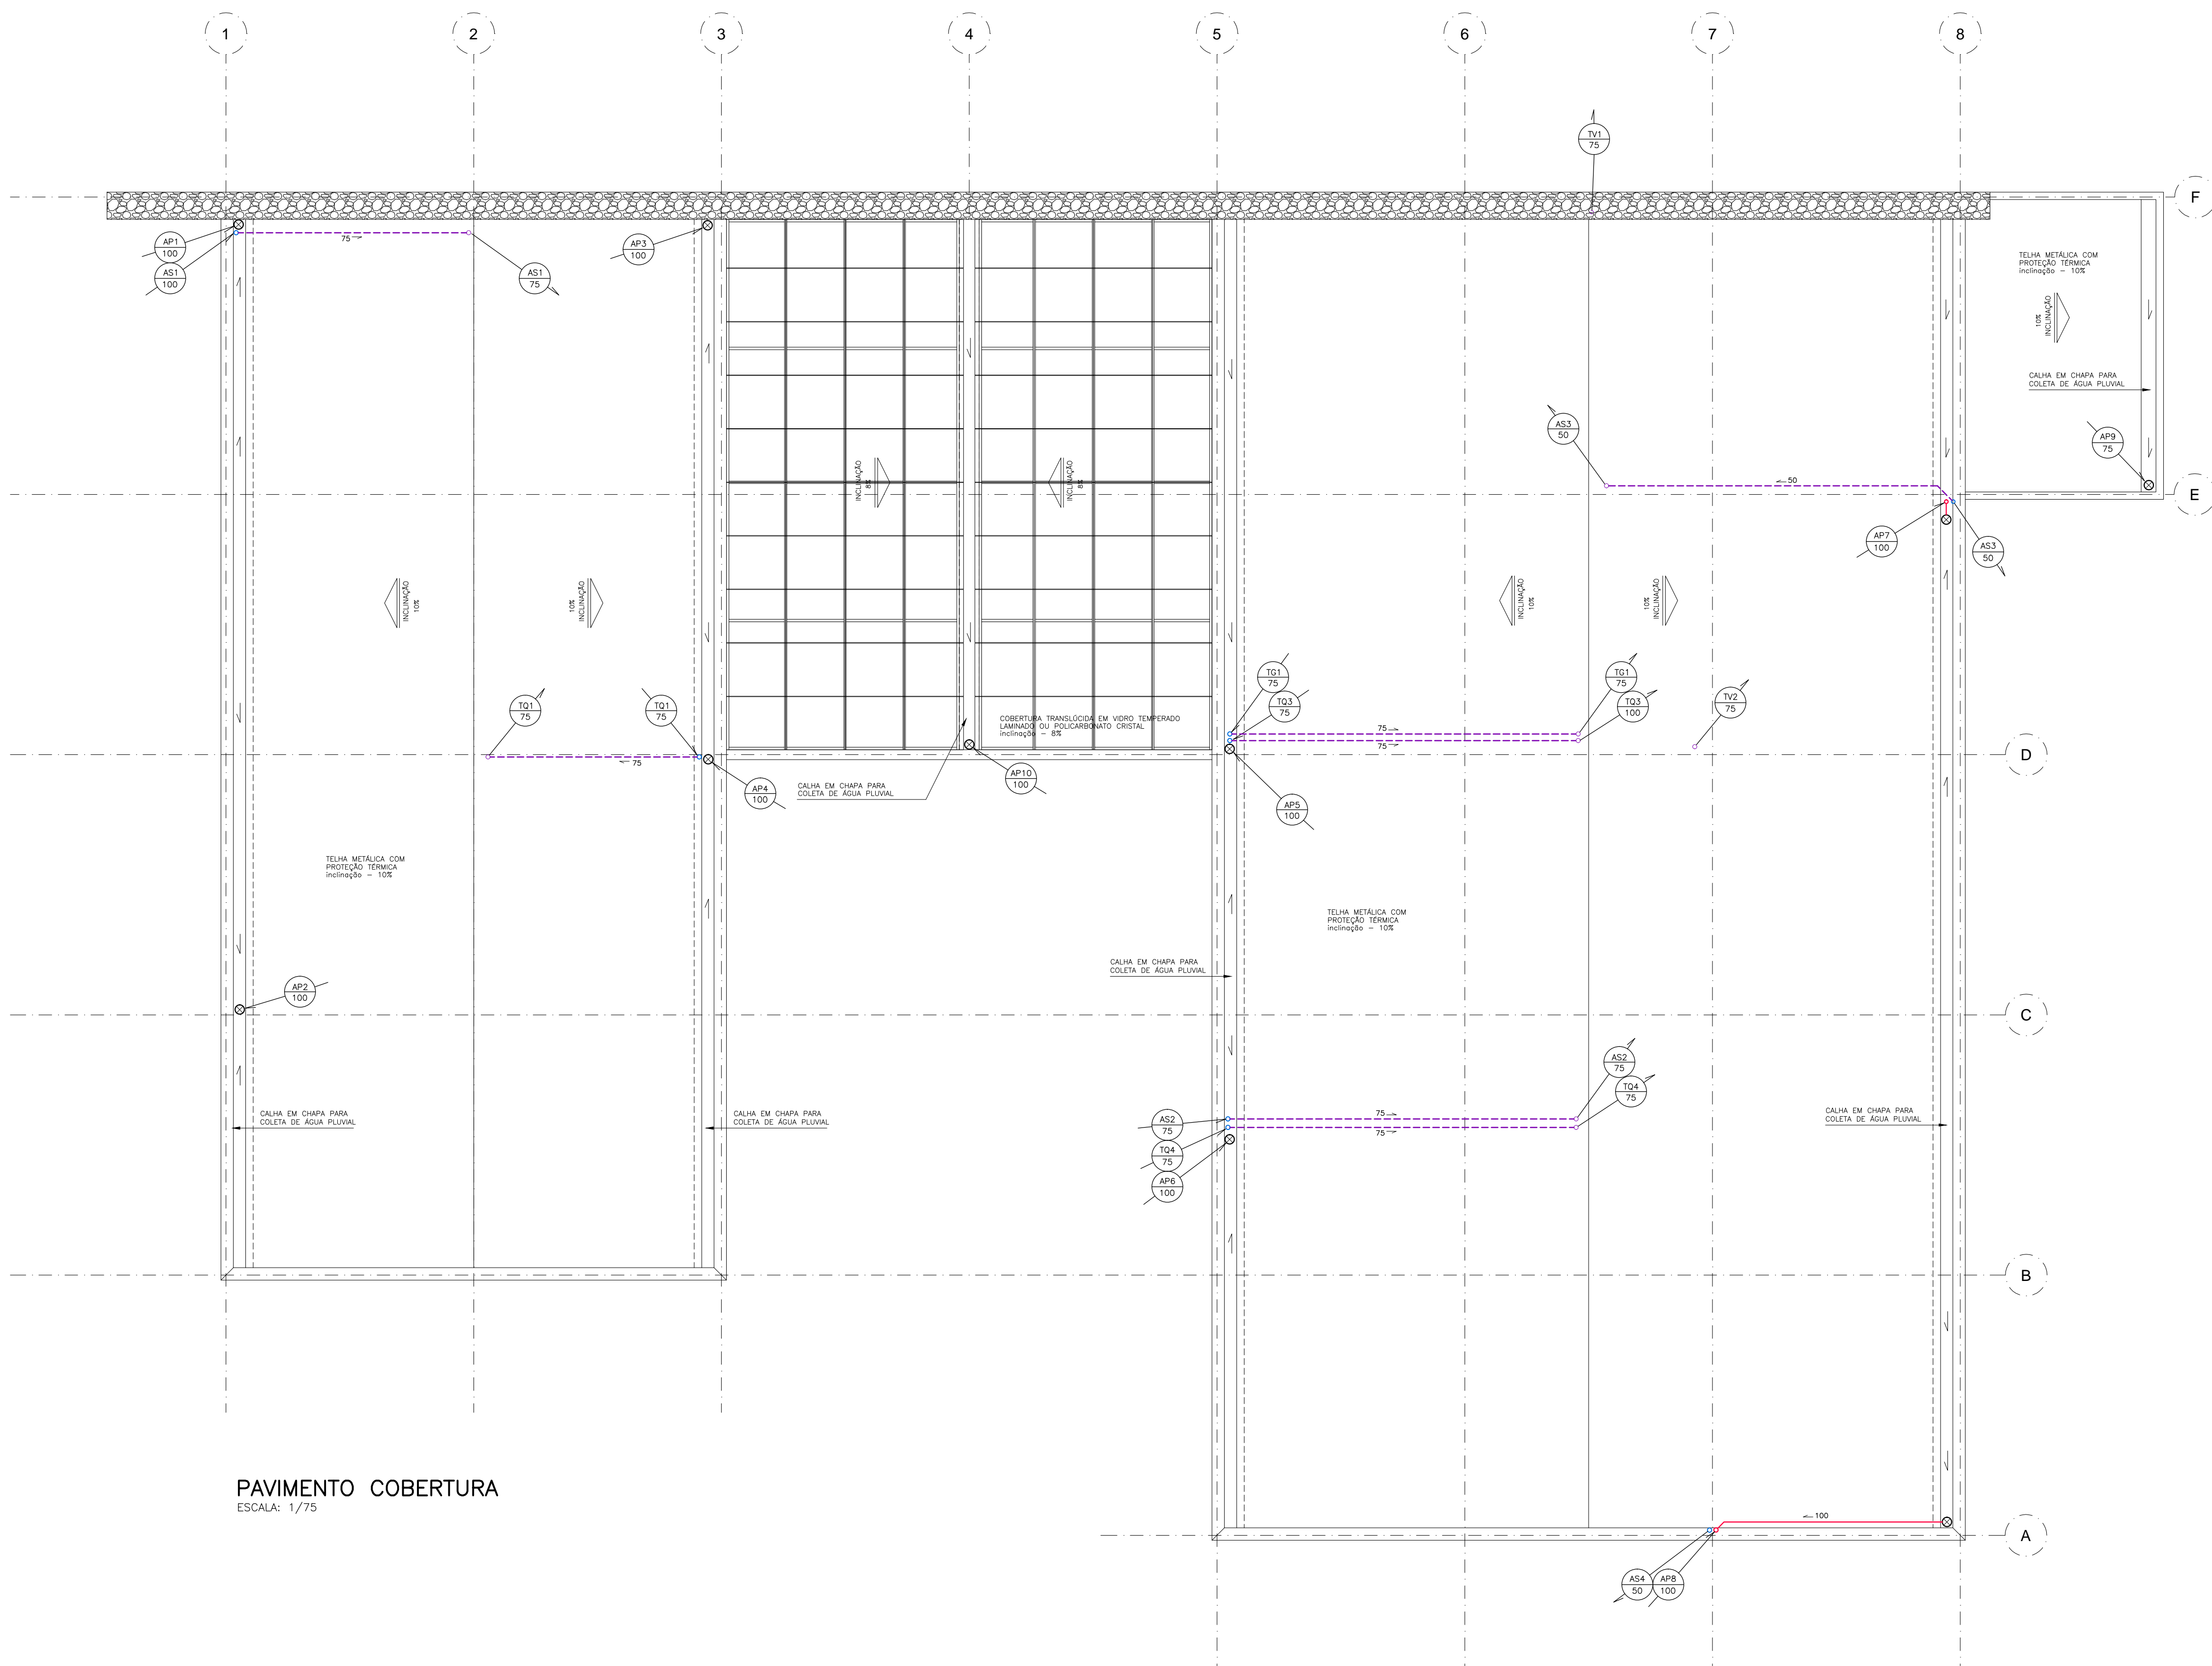 1
2
3
4
5
6
7
8
TV1
75
F
AP1
100
AS1
100
75
AS1
75
AP3
100
TELHA METÁLICA COM
PROTEÇÃO TÉRMICA
inclinação - 10%
10%
INCLINAÇÃO
CALHA EM CHAPA PARA
COLETA DE ÁGUA PLUVIAL
AP9
75
AS3
50
50
INCLINAÇÃO
8%
INCLINAÇÃO
8%
E
AP7
100
AS3
50
INCLINAÇÃO
10%
10%
INCLINAÇÃO
INCLINAÇÃO
10%
10%
INCLINAÇÃO
TQ1
75
TQ1
75
75
TG1
75
TQ3
75
TG1
75
TQ3
100
TV2
75
75
75
COBERTURA TRANSLÚCIDA EM VIDRO TEMPERADO
LAMINADO OU POLICARBONATO CRISTAL
inclinação - 8%
D
AP4
100
CALHA EM CHAPA PARA
COLETA DE ÁGUA PLUVIAL
AP10
100
AP5
100
TELHA METÁLICA COM
PROTEÇÃO TÉRMICA
inclinação - 10%
TELHA METÁLICA COM
PROTEÇÃO TÉRMICA
inclinação - 10%
CALHA EM CHAPA PARA
COLETA DE ÁGUA PLUVIAL
AP2
100
C
AS2
75
TQ4
75
CALHA EM CHAPA PARA
COLETA DE ÁGUA PLUVIAL
CALHA EM CHAPA PARA
COLETA DE ÁGUA PLUVIAL
AS2
75
TQ4
75
AP6
100
75
75
CALHA EM CHAPA PARA
COLETA DE ÁGUA PLUVIAL
B
PAVIMENTO COBERTURA
ESCALA: 1/75
100
A
AS4
50
AP8
100